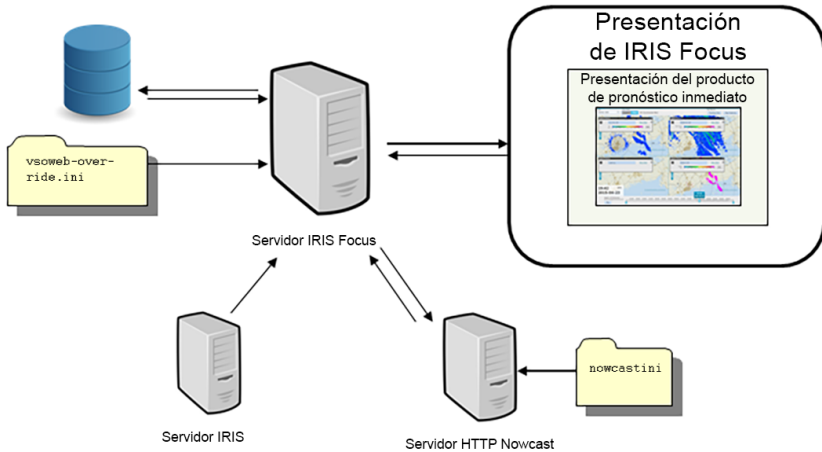 Presentación
de IRIS Focus
Presentación del producto
de pronóstico inmediato
vsoweb-over-
ride.ini
Servidor IRIS Focus
nowcastini
Servidor IRIS
Servidor HTTP Nowcast